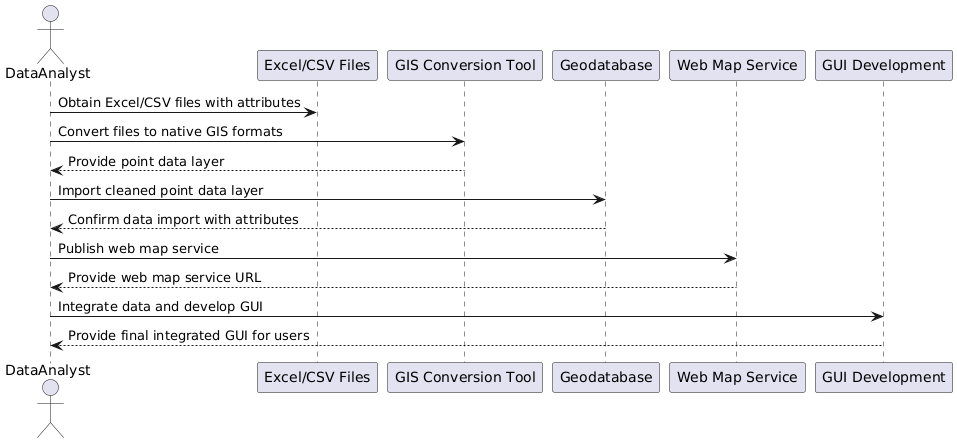 DataAnalyst
Excel/CSV Files
GIS Conversion Tool
Geodatabase
Web Map Service
GUI Development
Obtain Excel/CSV files with attributes
Convert files to native GIS formats
Provide point data layer
Import cleaned point data layer
Confirm data import with attributes
Publish web map service
Provide web map service URL
Integrate data and develop GUI
Provide final integrated GUI for users
DataAnalyst
Excel/CSV Files
GIS Conversion Tool
Geodatabase
Web Map Service
GUI Development